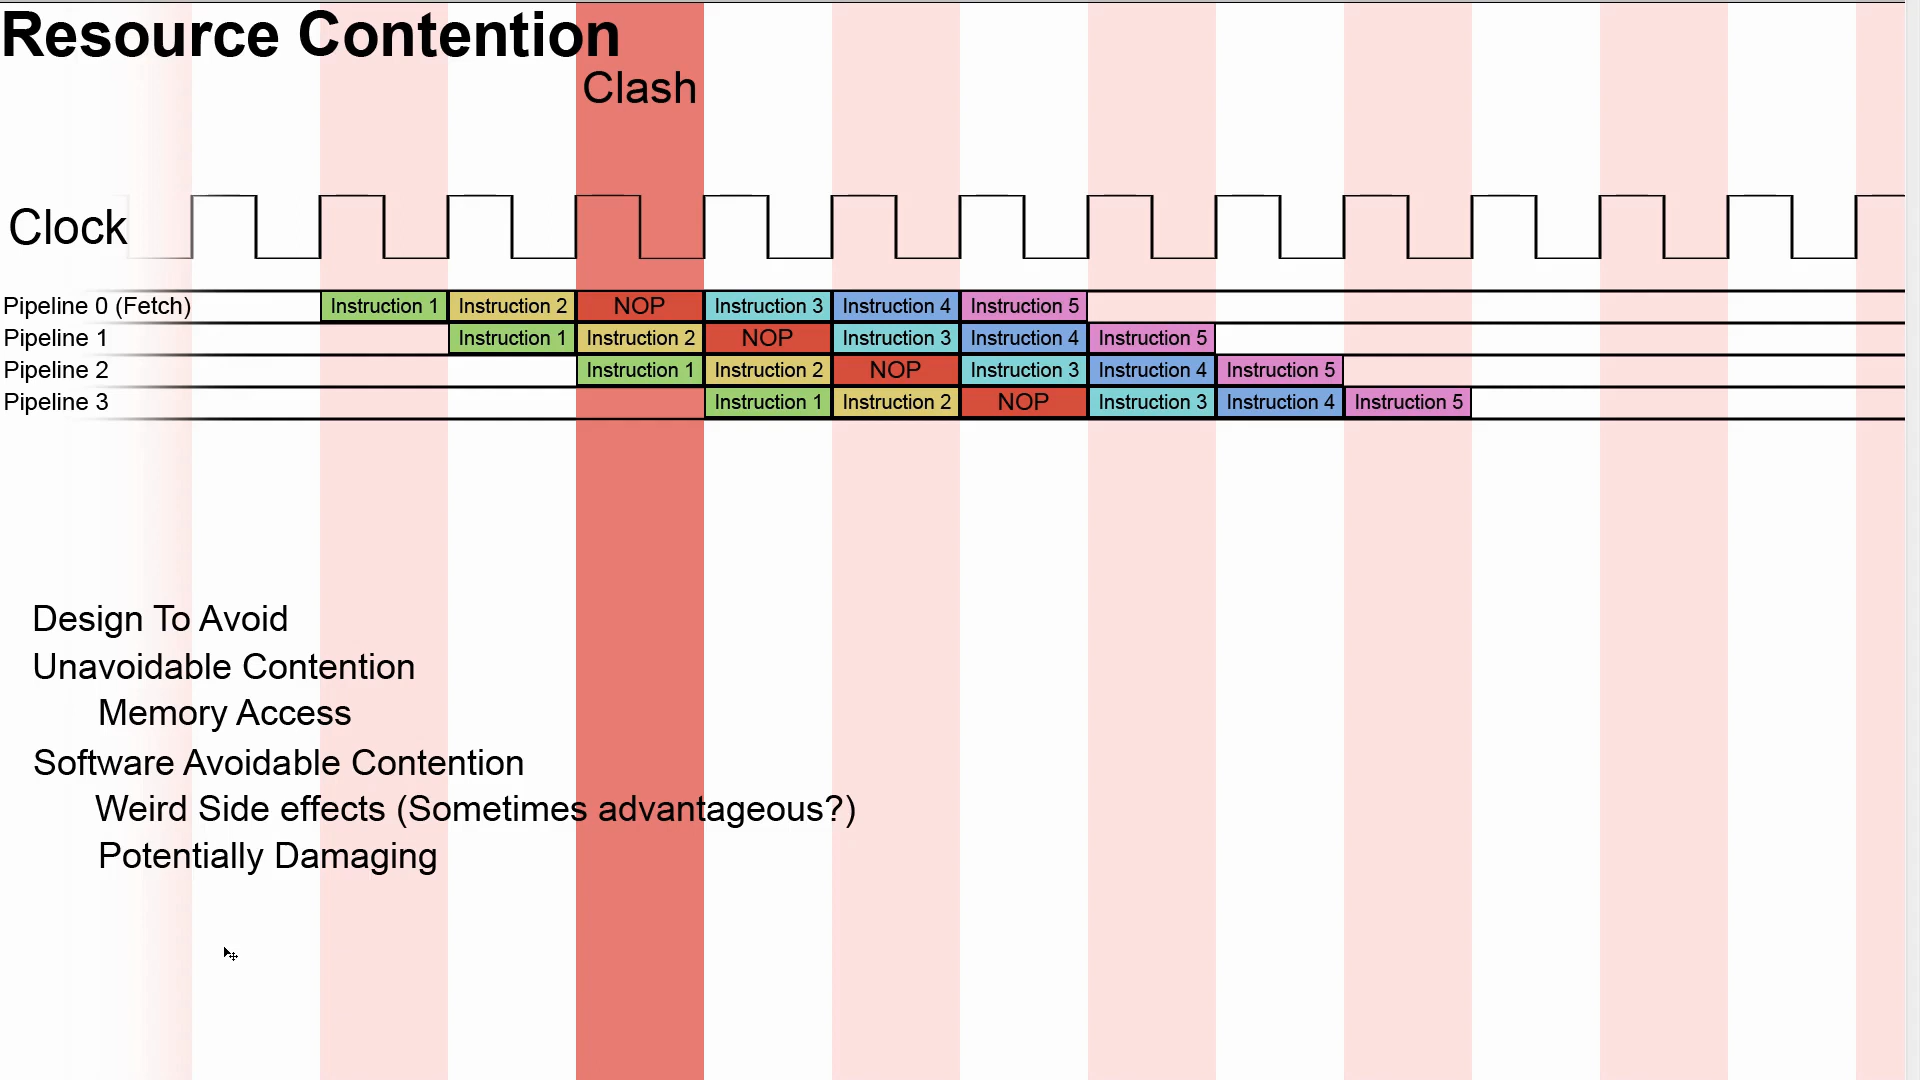 Resource Contention
Clash
Clock
Pipeline 0 (Fetch) Instruction 1 Instruction 2 NOP Instruction 3 Instruction 4 Instruction 5
Pipeline 1 Instruction 1 Instruction 2 NOP Instruction 3 Instruction 4 Instruction 5
Pipeline 2 Instruction 1 Instruction 2 NOP Instruction 3 Instruction 4 Instruction 5
Pipeline 3 Instruction 1 Instruction 2 NOP Instruction 3 Instruction 4 Instruction 5
Design To Avoid
Unavoidable Contention
Memory Access
Software Avoidable Contention
Weird Side effects (Sometimes advantageous?)
Potentially Damaging